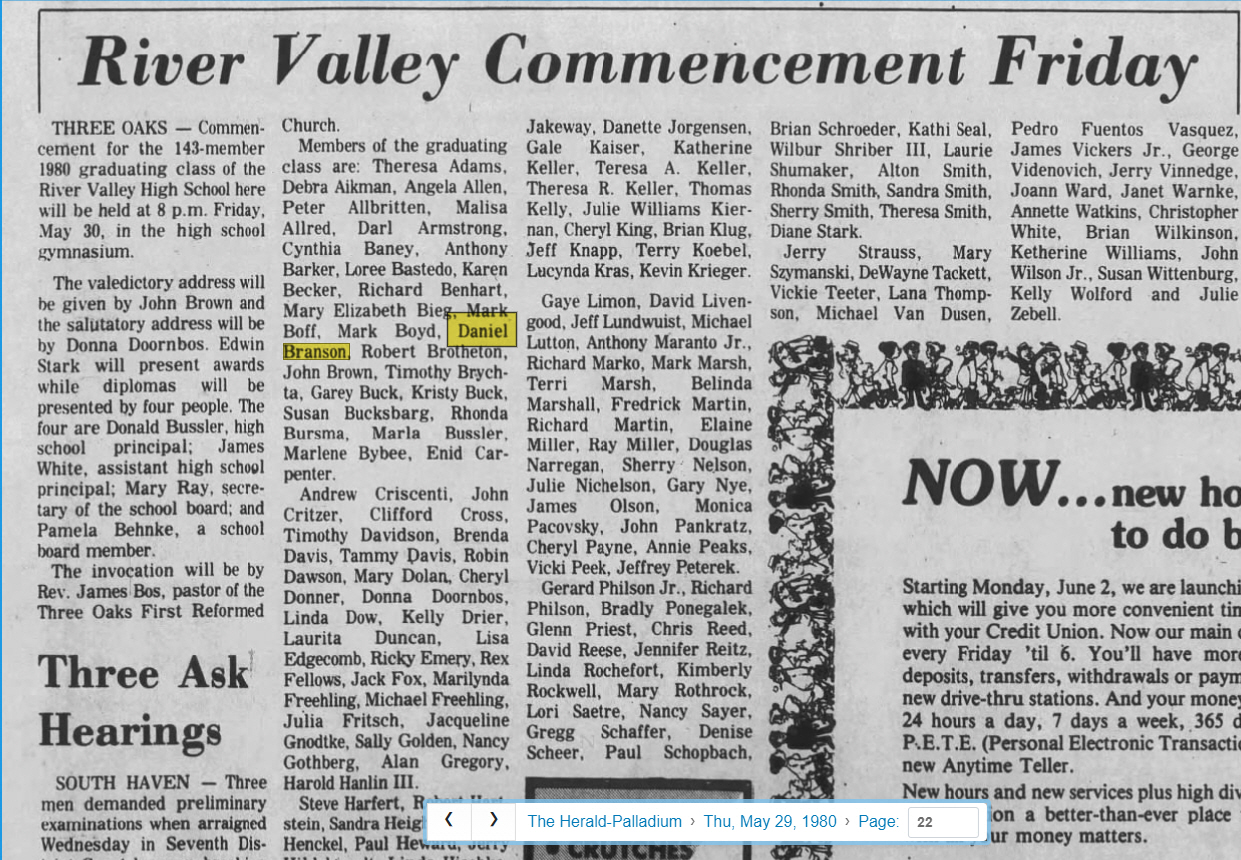 River Valley Commencement Friday
THREE OAKS — Commen-
cement for the 143-member
1980 graduating class of the
River Valley High School here
will be held at 8 p.m. Friday,
May 30, in the high school
gymnasium.
The valedictory address will
be given by John Brown and
the salutatory address will be
by Donna Doornbos. Edwin
Stark will present awards
while diplomas will be
presented by four people. The
four are Donald Bussler, high
school principal; James
White, assistant high school
principal; Mary Ray, secre-
tary of the school board; and
Pamela Behnke, a school
board member.
The invocation will be by
Rev. James Bos, pastor of the
Three Oaks First Reformed
Church.
Members of the graduating
class are: Theresa Adams,
Debra Aikman, Angela Allen,
Peter Allbritten, Malisa
Allred, Darl Armstrong,
Cynthia Baney, Anthony
Barker, Loree Bastedo, Karen
Becker, Richard Benhart,
Mary Elizabeth Bieg, Mark
Boff, Mark Boyd, Daniel
Branson, Robert Brotheton,
John Brown, Timothy Brych-
ta, Garey Buck, Kristy Buck,
Susan Bucksbarg, Rhonda
Bursma, Marla Bussler,
Marlene Bybee, Enid Car-
penter.
Andrew Criscenti, John
Critzer, Clifford Cross,
Timothy Davidson, Brenda
Davis, Tammy Davis, Robin
Dawson, Mary Dolan, Cheryl
Donner, Donna Doornbos,
Linda Dow, Kelly Drier,
Laurita Duncan, Lisa
Edgecomb, Ricky Emery, Rex
Fellows, Jack Fox, Marilynda
Freehling, Michael Freehling,
Julia Fritsch, Jacqueline
Gnodtke, Sally Golden, Nancy
Gothberg, Alan Gregory,
Harold Hanlin III.
Steve Harfert,
stein, Sandra
Henckel, Paul
Jakeway, Danette Jorgensen,
Gale Kaiser, Katherine
Keller, Teresa A. Keller,
Theresa R. Keller, Thomas
Kelly, Julie Williams Kier-
nan, Cheryl King, Brian Klug,
Jeff Knapp, Terry Koebel,
Lucynda Kras, Kevin Krieger.
Gaye Limon, David Liven-
good, Jeff Lundwuist, Michael
Lutton, Anthony Maranto Jr.,
Richard Marko, Mark Marsh,
Terri Marsh, Belinda
Marshall, Fredrick Martin,
Richard Martin, Elaine
Miller, Ray Miller, Douglas
Narregan, Sherry Nelson,
Julie Nichelson, Gary Nye,
James Olson, Monica
Pacovsky, John Pankratz,
Cheryl Payne, Annie Peaks,
Vicki Peek, Jeffrey Peterek.
Gerard Philson Jr., Richard
Philson, Bradly Ponegalek,
Glenn Priest, Chris Reed,
David Reese, Jennifer Reitz,
Linda Rochefort, Kimberly
Rockwell, Mary Rothrock,
Lori Saetre, Nancy Sayer,
Gregg Schaffer, Denise
Scheer, Paul Schopbach,
Brian Schroeder, Kathi Seal,
Wilbur Shriber III, Laurie
Shumaker, Alton Smith,
Rhonda Smith, Sandra Smith,
Sherry Smith, Theresa Smith,
Diane Stark.
Jerry Strauss, Mary
Szymanski, DeWayne Tackett,
Vickie Teeter, Lana Thomp-
son, Michael Van Dusen,
Pedro Fuentos Vasquez,
James Vickers Jr., George
Videnovich, Jerry Vinnedge,
Joann Ward, Janet Warnke,
Annette Watkins, Christopher
White, Brian Wilkinson,
Ketherine Williams, John
Wilson Jr., Susan Wittenburg,
Kelly Wolford and Julie
Zebell.
Three Ask
Hearings
SOUTH HAVEN — Three
men demanded preliminary
examinations when arraigned
Wednesday in Seventh Dis-
NOW...new ho
to do b
Starting Monday, June 2, we are launchi
which will give you more convenient tim
with your Credit Union. Now our main o
every Friday 'til 6. You'll have more
deposits, transfers, withdrawals or paym
new drive-thru stations. And your money
24 hours a day, 7 days a week, 365 d
P.E.T.E. (Personal Electronic Transactio
new Anytime Teller.
New hours and new services plus high div
on a better-than-ever place
ur money matters.
CRUTCHES
The Herald-Palladium › Thu, May 29, 1980 › Page: 22